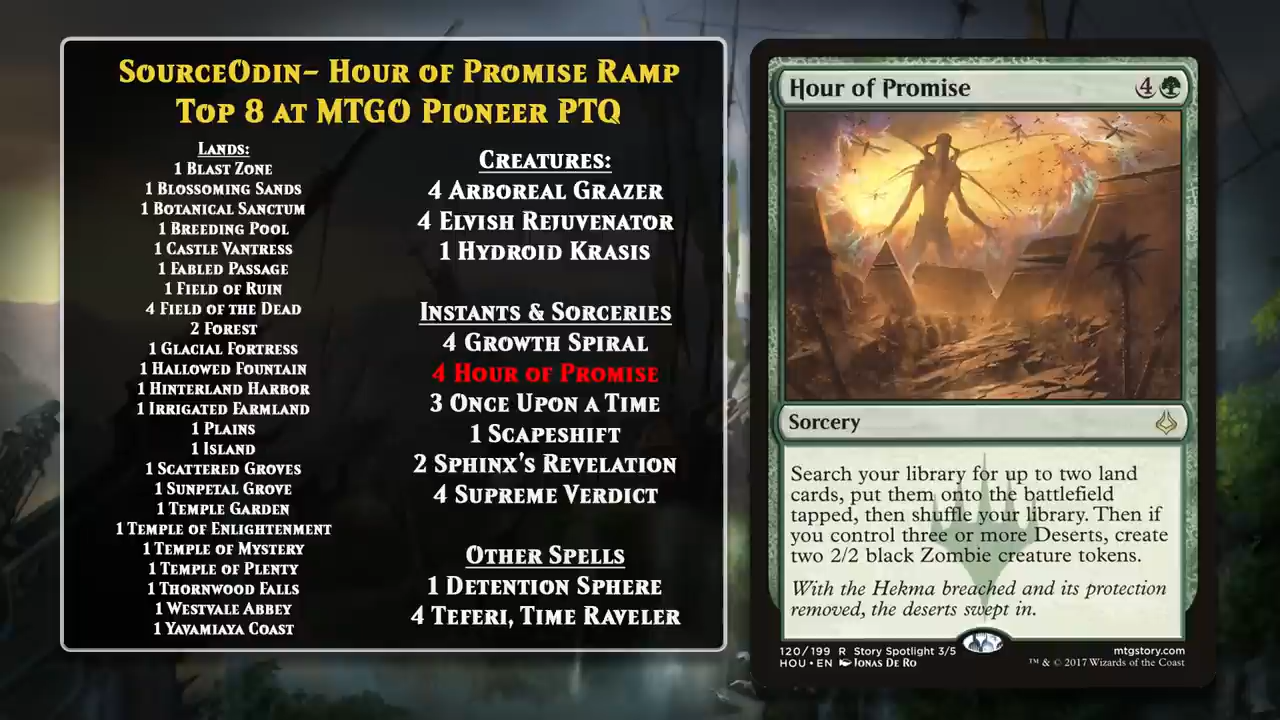 SourceOdin– Hour of Promise Ramp
Top 8 at MTGO Pioneer PTQ
Lands:
1 Blast Zone
1 Blossoming Sands
1 Botanical Sanctum
1 Breeding Pool
1 Castle Vantress
1 Fabled Passage
1 Field of Ruin
4 Field of the Dead
2 Forest
1 Glacial Fortress
1 Hallowed Fountain
1 Hinterland Harbor
1 Irrigated Farmland
1 Plains
1 Island
1 Scattered Groves
1 Sunpetal Grove
1 Temple Garden
1 Temple of Enlightenment
1 Temple of Mystery
1 Temple of Plenty
1 Thornwood Falls
1 Westvale Abbey
1 Yavamiaya Coast
Creatures:
4 Arboreal Grazer
4 Elvish Rejuvenator
1 Hydroid Krasis
Instants & Sorceries
4 Growth Spiral
4 Hour of Promise
3 Once Upon a Time
1 Scapeshift
2 Sphinx's Revelation
4 Supreme Verdict
Other Spells
1 Detention Sphere
4 Teferi, Time Raveler
Hour of Promise 4
Sorcery
Search your library for up to two land
cards, put them onto the battlefield
tapped, then shuffle your library. Then if
you control three or more Deserts, create
two 2/2 black Zombie creature tokens.
With the Hekma breached and its protection
removed, the deserts swept in.
120/199 R Story Spotlight 3/5
HOU • EN Jonas De Ro
mtgstory.com
™ & © 2017 Wizards of the Coast